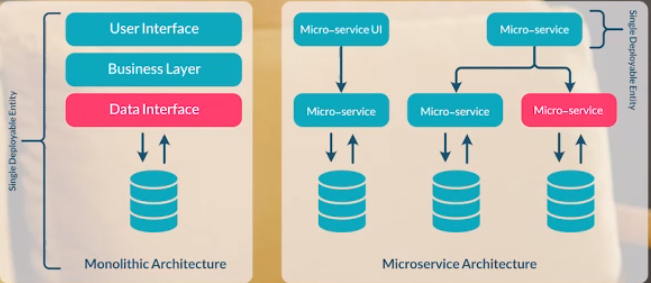 Single Deployable Entity
User Interface
Business Layer
Data Interface
Monolithic Architecture
Micro-service UI
Micro-service
Single Deployable Entity
Micro-service
Micro-service
Micro-service
Microservice Architecture